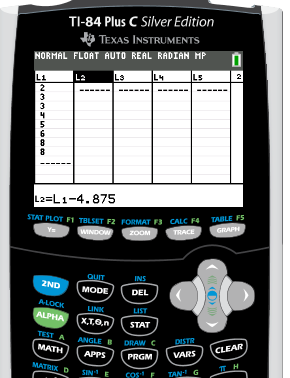 TI-84 Plus C Silver Edition
TEXAS INSTRUMENTS
NORMAL FLOAT AUTO REAL RADIAN MP
L1 L2 L3 L4 L5 2
2 ------ ------ ------ ------
3
3
4
5
6
8
8
------
L2=L1-4.875
STAT PLOT F1 TBLSET F2 FORMAT F3 CALC F4 TABLE F5
Y= WINDOW ZOOM TRACE GRAPH
QUIT INS
2ND MODE DEL
A-LOCK LINK LIST
ALPHA X,T,θ,n STAT
TEST A ANGLE B DRAW C DISTR
MATH APPS PRGM VARS CLEAR
MATRIX D SIN-1 E COS-1 F TAN-1 G π H